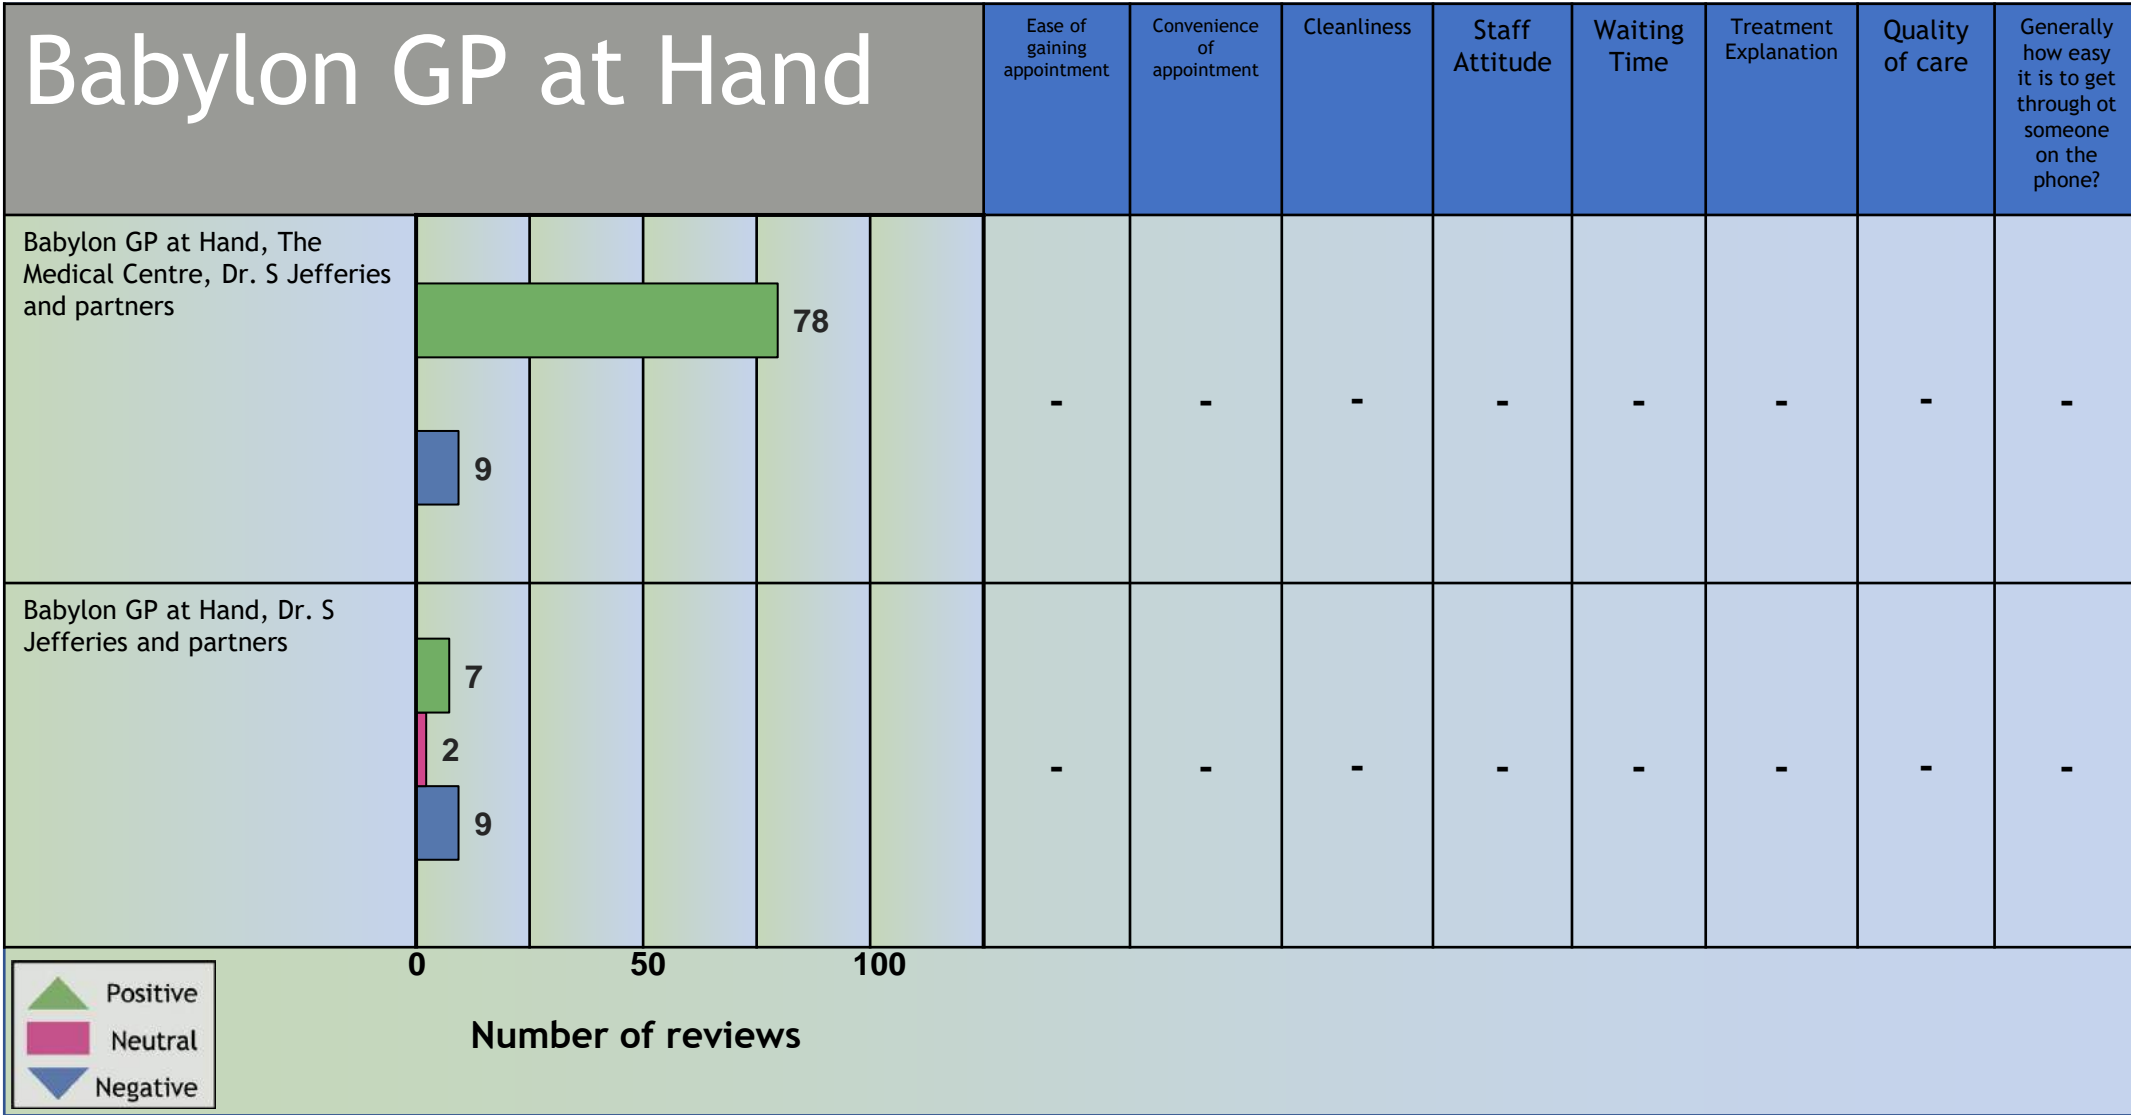 Babylon GP at Hand
Ease of
gaining
appointment
Convenience
of
appointment
Cleanliness
Staff
Attitude
Waiting
Time
Treatment
Explanation
Quality
of care
Generally
how easy
it is to get
through ot
someone
on the
phone?
Babylon GP at Hand, The
Medical Centre, Dr. S Jefferies
and partners
78
9
- - - - - - - -
Babylon GP at Hand, Dr. S
Jefferies and partners
7
2
9
- - - - - - - -
0 50 100
Number of reviews
Positive
Neutral
Negative